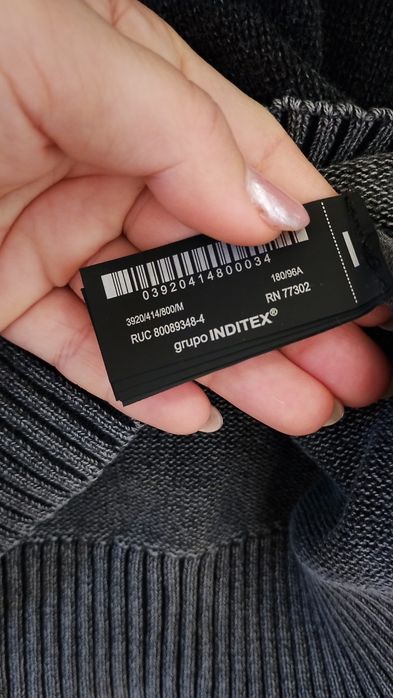 03920414800034
3920/414/800/M
180/96A
RUC 80089348-4
RN 77302
grupo INDITEX®